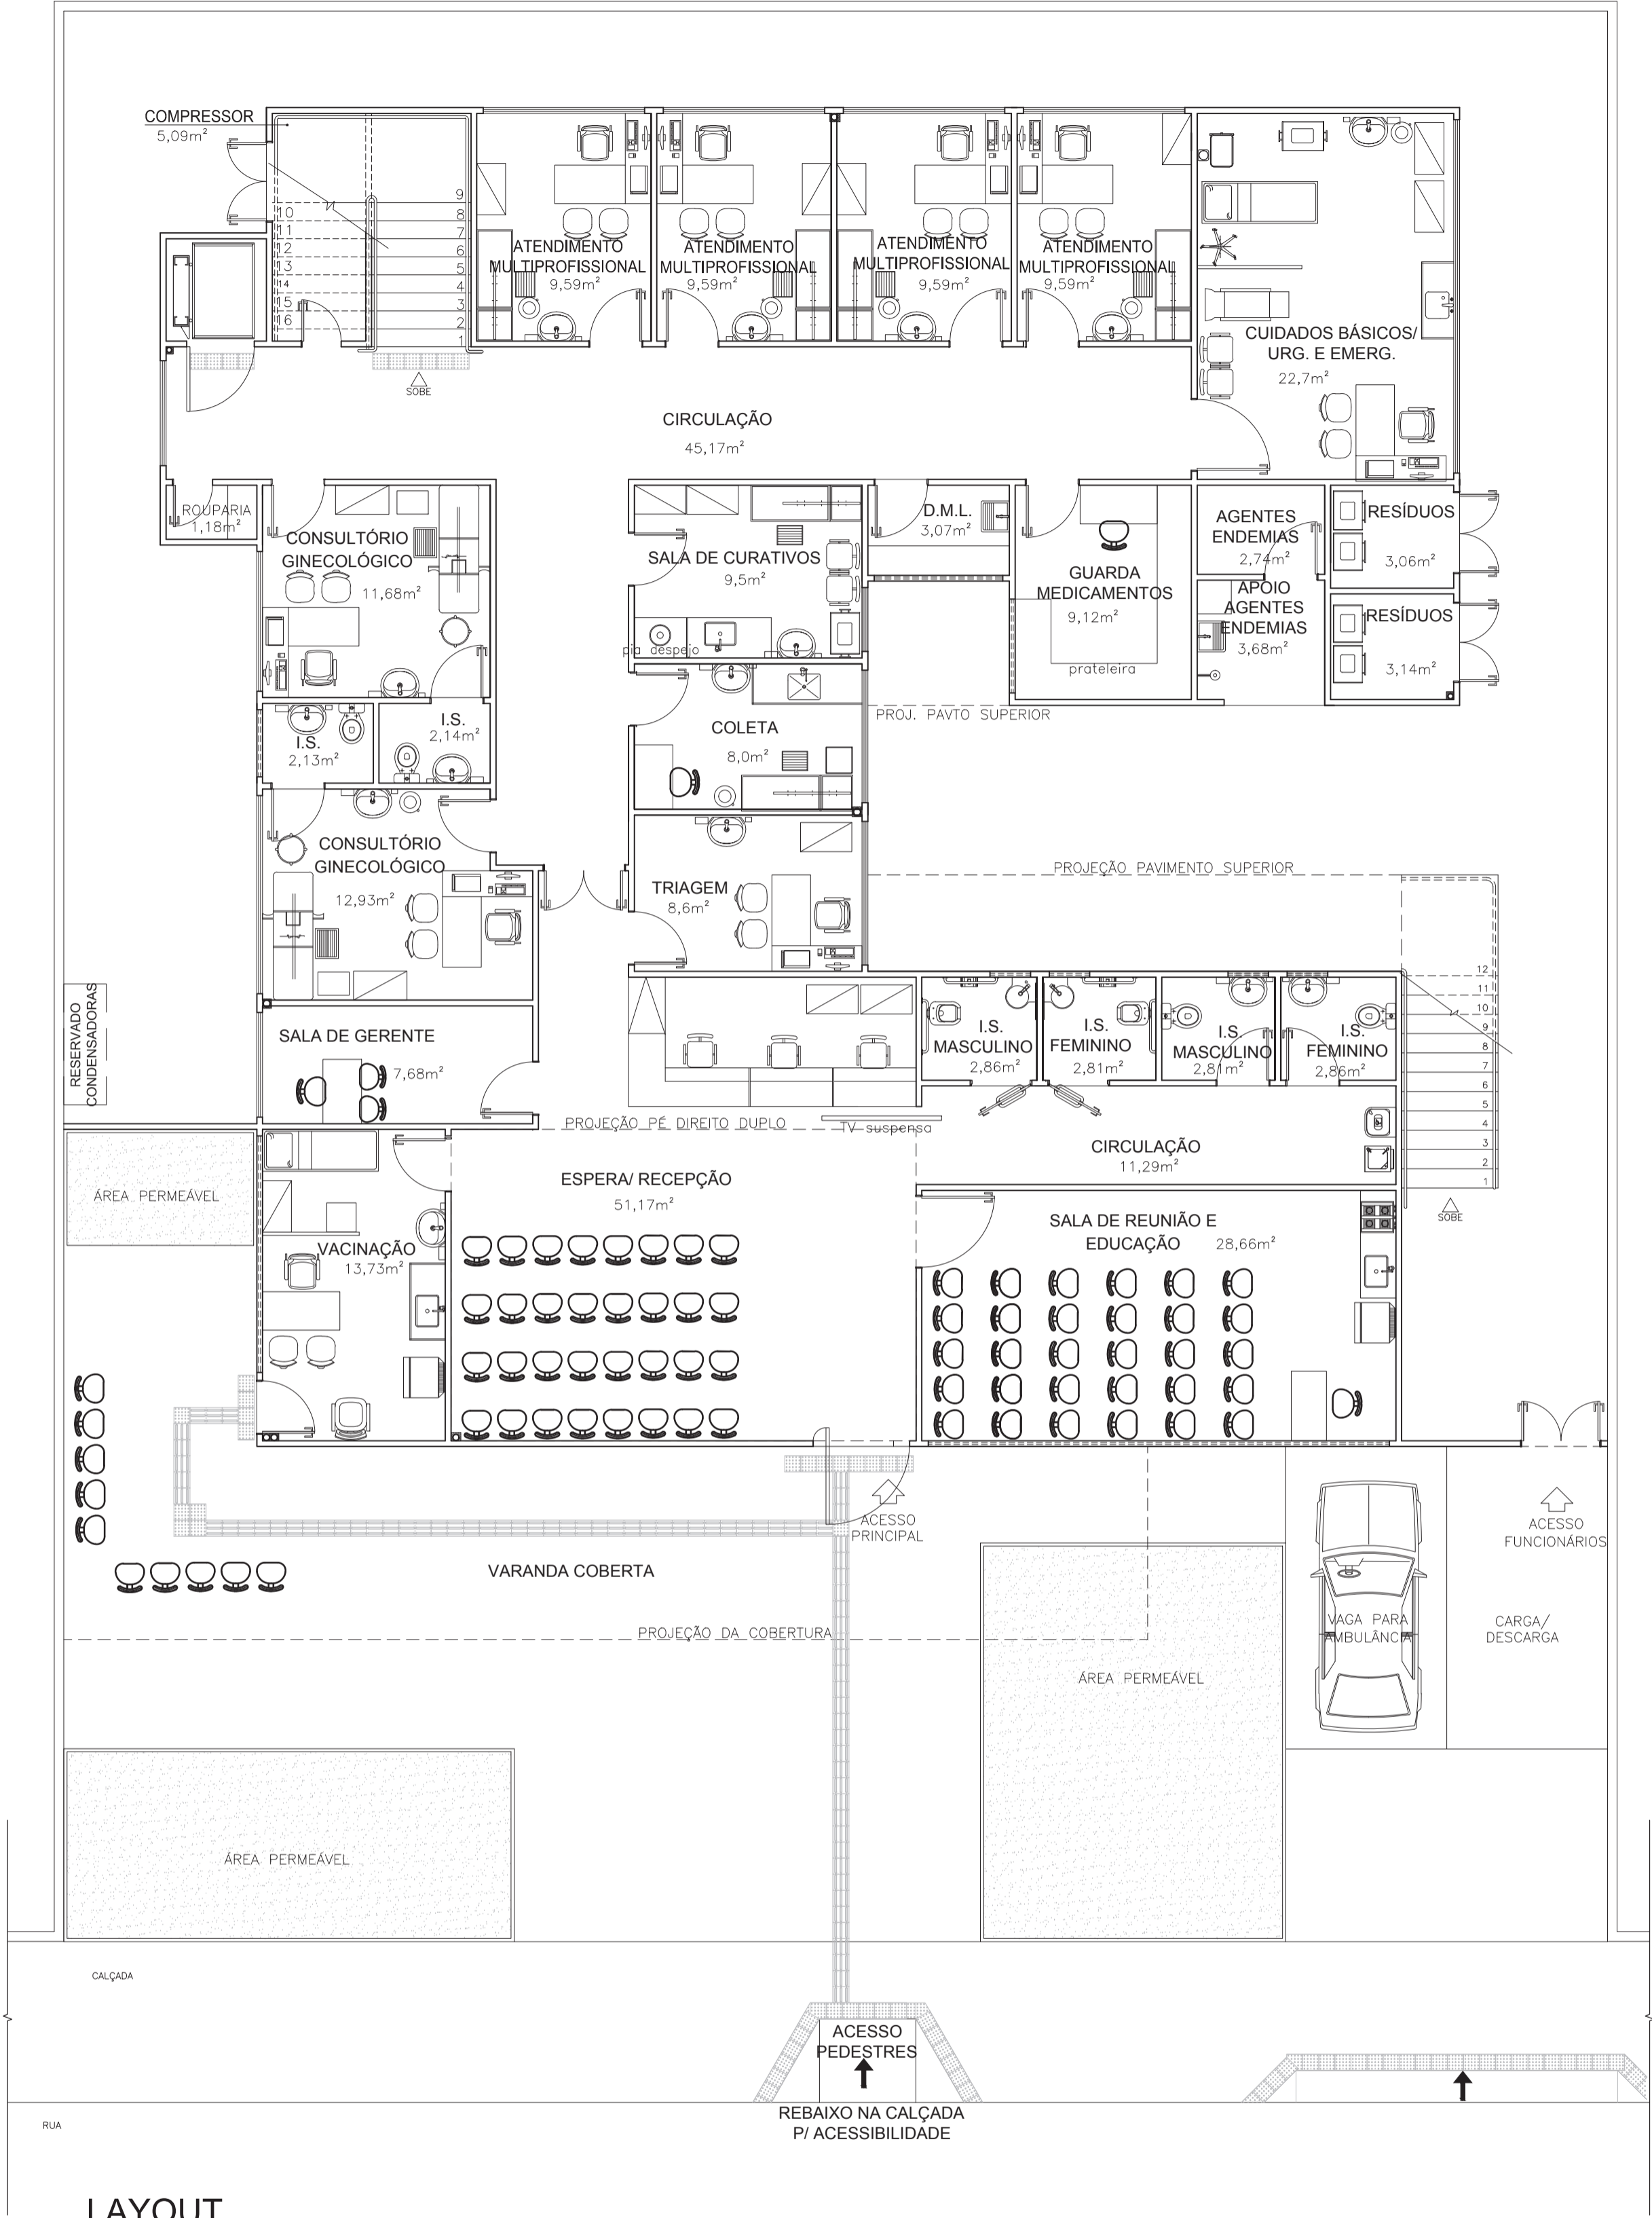 COMPRESSOR
5,09m²
9
10
8
11
7
12
6
13
5
14
4
15
3
16
2
1
SOBE
ATENDIMENTO
MULTIPROFISSIONAL
9,59m²
ATENDIMENTO
MULTIPROFISSIONAL
9,59m²
ATENDIMENTO
MULTIPROFISSIONAL
9,59m²
ATENDIMENTO
MULTIPROFISSIONAL
9,59m²
CUIDADOS BÁSICOS/
URG. E EMERG.
22,7m²
CIRCULAÇÃO
45,17m²
ROUPARIA
1,18m²
CONSULTÓRIO
GINECOLÓGICO
11,68m²
SALA DE CURATIVOS
9,5m²
pia despejo
D.M.L.
3,07m²
GUARDA
MEDICAMENTOS
9,12m²
prateleira
AGENTES
ENDEMIAS
2,74m²
APOIO
AGENTES
ENDEMIAS
3,68m²
RESÍDUOS
3,06m²
RESÍDUOS
3,14m²
I.S.
2,13m²
I.S.
2,14m²
COLETA
8,0m²
PROJ. PAVTO SUPERIOR
CONSULTÓRIO
GINECOLÓGICO
12,93m²
TRIAGEM
8,6m²
PROJEÇÃO PAVIMENTO SUPERIOR
RESERVADO
CONDENSADORAS
SALA DE GERENTE
7,68m²
I.S.
MASCULINO
2,86m²
I.S.
FEMININO
2,81m²
I.S.
MASCULINO
2,81m²
I.S.
FEMININO
2,86m²
12
11
10
9
8
7
6
5
4
3
2
1
SOBE
PROJEÇÃO PÉ DIREITO DUPLO
TV suspensa
CIRCULAÇÃO
11,29m²
ÁREA PERMEÁVEL
ESPERA/ RECEPÇÃO
51,17m²
VACINAÇÃO
13,73m²
SALA DE REUNIÃO E
EDUCAÇÃO
28,66m²
ACESSO
PRINCIPAL
ACESSO
FUNCIONÁRIOS
VARANDA COBERTA
PROJEÇÃO DA COBERTURA
VAGA PARA
AMBULÂNCIA
CARGA/
DESCARGA
ÁREA PERMEÁVEL
ÁREA PERMEÁVEL
CALÇADA
ACESSO
PEDESTRES
REBAIXO NA CALÇADA
P/ ACESSIBILIDADE
RUA
LAYOUT